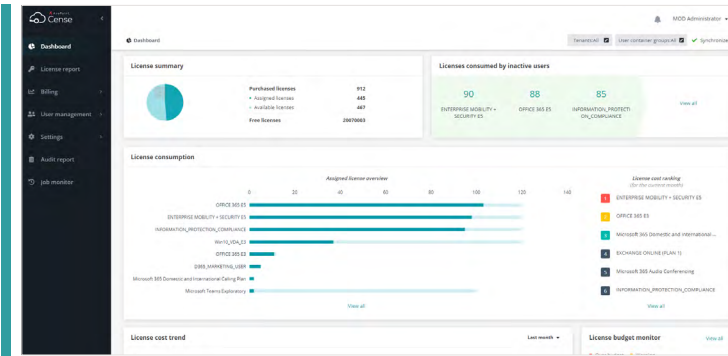 AvePoint
Cense
MOD Administrator
Dashboard
Tenant:All
User container groups:All
Synchronize
Dashboard
License report
Billing
User management
Settings
Audit report
Job monitor
License summary
Purchased licenses 912
• Assigned licenses 445
• Available licenses 467
Free licenses 20070003
Licenses consumed by inactive users
90 88 85
ENTERPRISE MOBILITY + OFFICE 365 E5 INFORMATION_PROTECTI
SECURITY E5 ON_COMPLIANCE
View all
License consumption
Assigned license overview
0 20 40 60 80 100 120 140
OFFICE 365 E5
ENTERPRISE MOBILITY + SECURITY E5
INFORMATION_PROTECTION_COMPLIANCE
Win10_VDA_E3
OFFICE 365 E3
D365_MARKETING_USER
Microsoft 365 Domestic and International Calling Plan
Microsoft Teams Exploratory
View all
License cost ranking
(for the current month)
1 ENTERPRISE MOBILITY + SECURITY E5
2 OFFICE 365 E5
3 Microsoft 365 Domestic and International ...
4 EXCHANGE ONLINE (PLAN 1)
5 Microsoft 365 Audio Conferencing
6 INFORMATION_PROTECTION_COMPLIANCE
View all
License cost trend
Last month
License budget monitor
View all